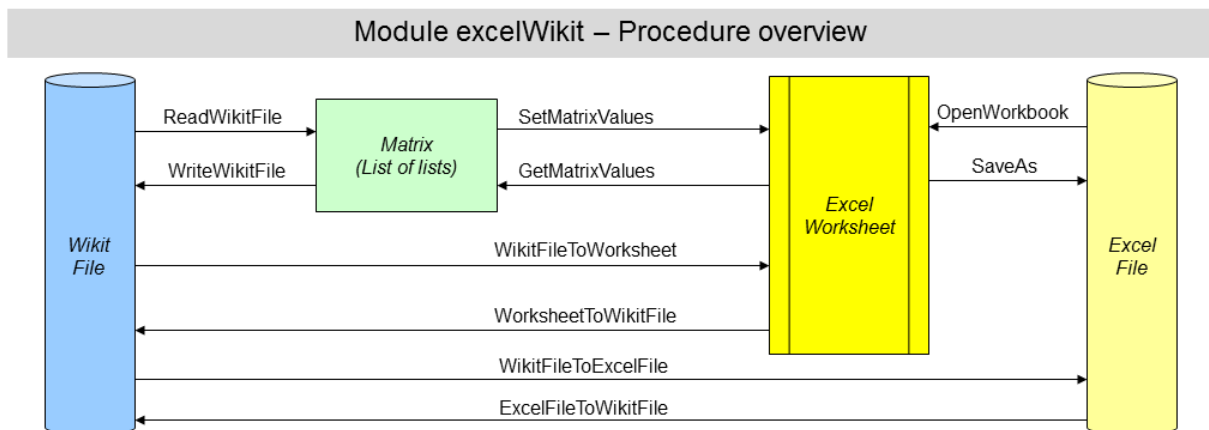 Module excelWikit – Procedure overview
ReadWikitFile
SetMatrixValues
OpenWorkbook
Matrix
(List of lists)
WriteWikitFile
GetMatrixValues
SaveAs
Excel
Worksheet
Wikit
File
WikitFileToWorksheet
Excel
File
WorksheetToWikitFile
WikitFileToExcelFile
ExcelFileToWikitFile